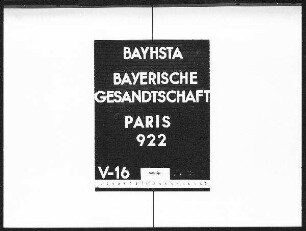 BAYHSTA
BAYERISCHE
GESANDTSCHAFT
PARIS
922
V-16